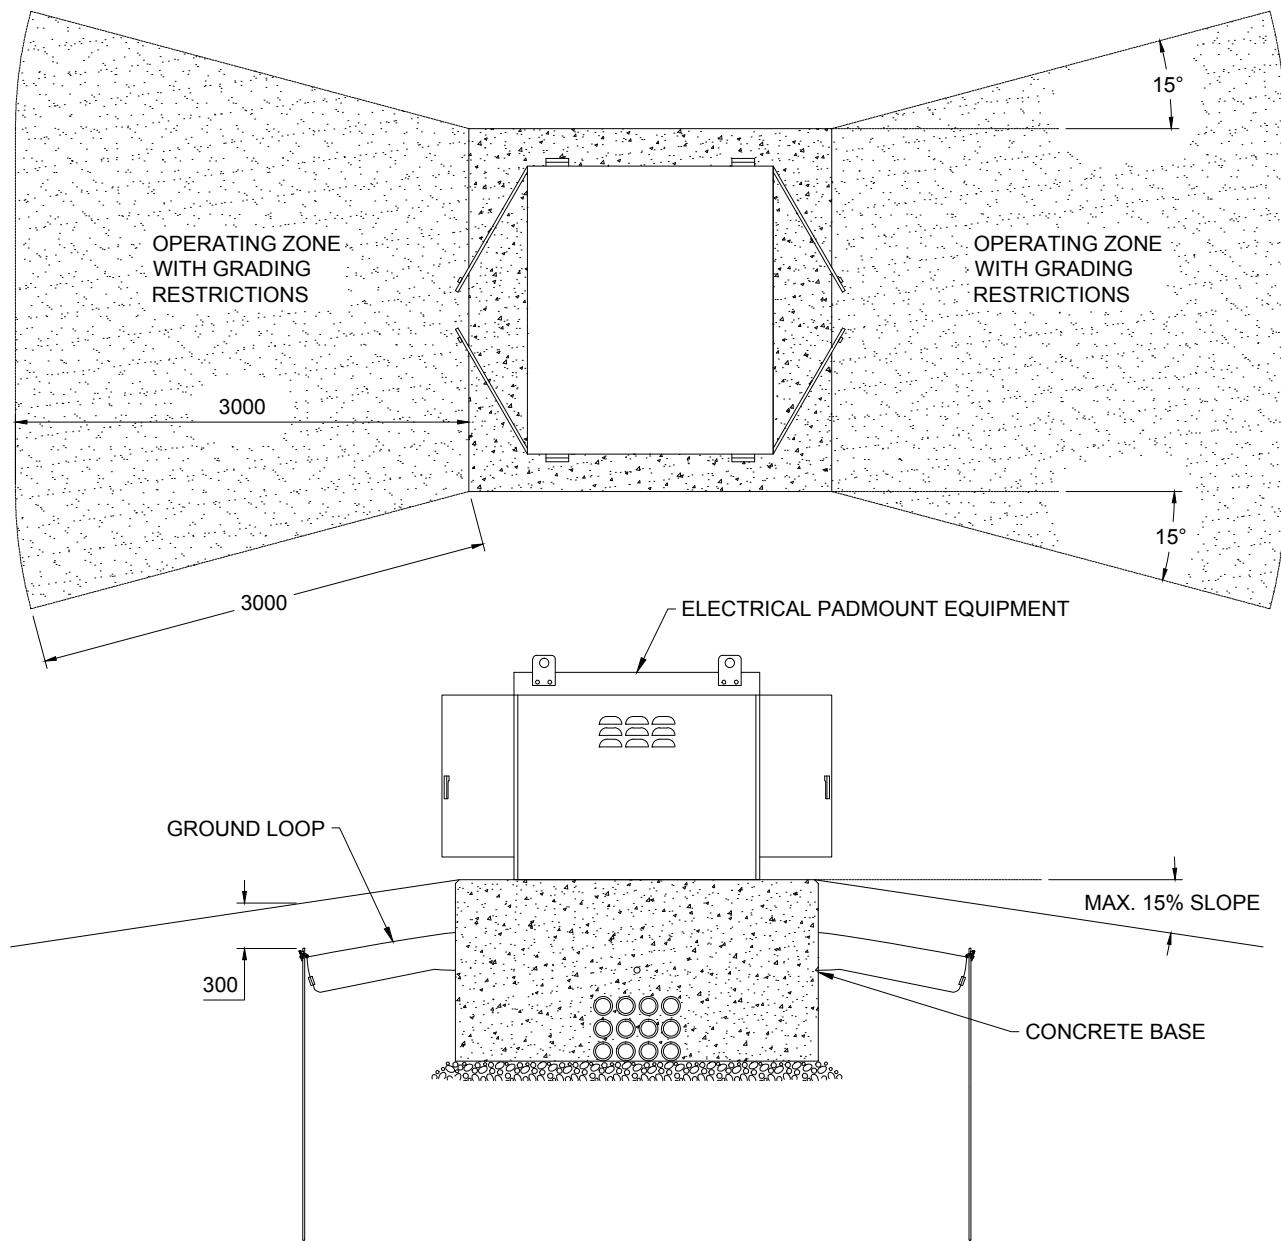 15°
OPERATING ZONE
WITH GRADING
RESTRICTIONS
OPERATING ZONE
WITH GRADING
RESTRICTIONS
3000
15°
3000
ELECTRICAL PADMOUNT EQUIPMENT
GROUND LOOP
MAX. 15% SLOPE
300
CONCRETE BASE